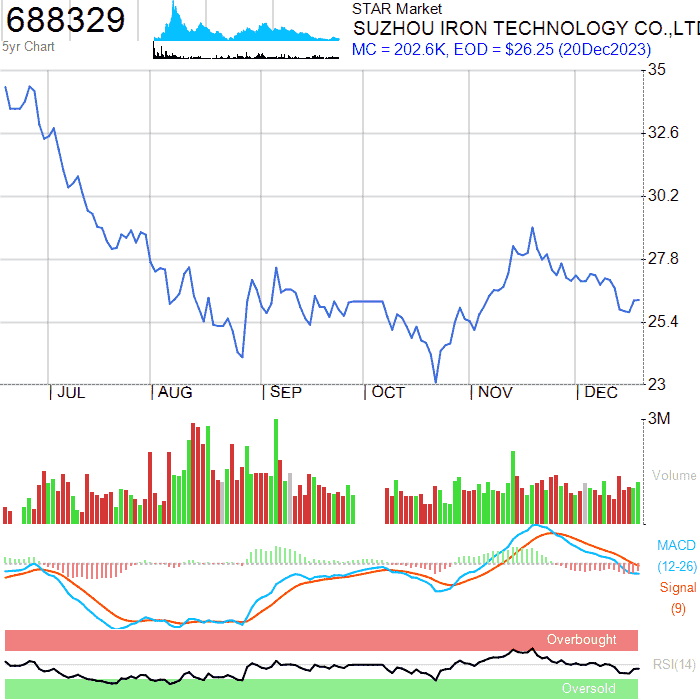 688329
5yr Chart
STAR Market
SUZHOU IRON TECHNOLOGY CO.,LTD
MC = 202.6K, EOD = $26.25 (20Dec2023)
35
32.6
30.2
27.8
25.4
23
JUL
AUG
SEP
OCT
NOV
DEC
3M
Volume
MACD
(12-26)
Signal
(9)
Overbought
RSI(14)
Oversold